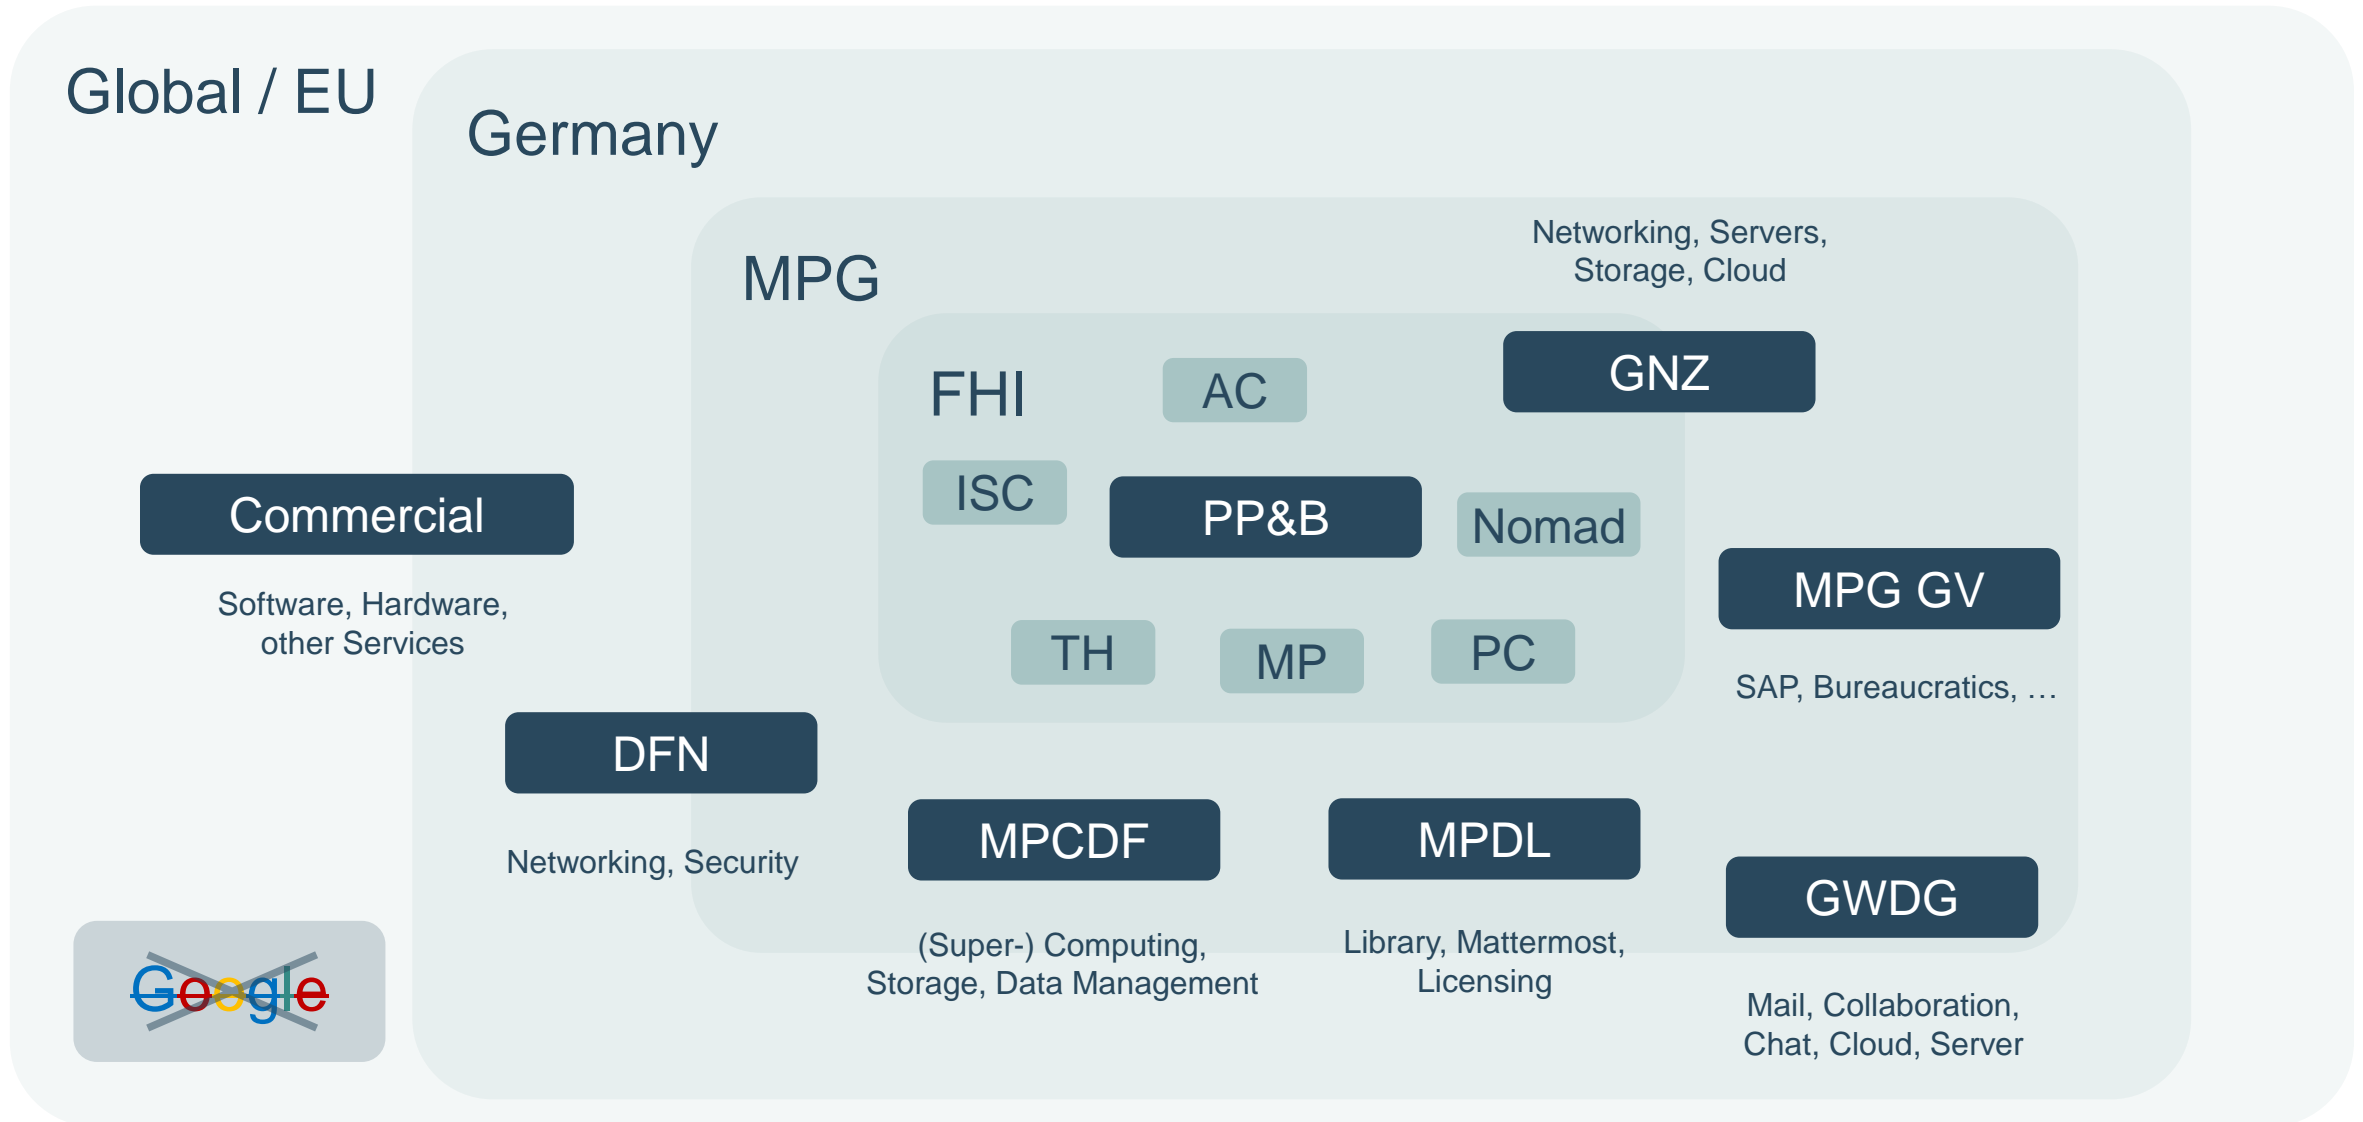 Global / EU
Germany
MPG
Networking, Servers,
Storage, Cloud
GNZ
FHI
AC
ISC
PP&B
Nomad
TH
MP
PC
Commercial
Software, Hardware,
other Services
MPG GV
SAP, Bureaucratics, …
DFN
Networking, Security
MPCDF
(Super-) Computing,
Storage, Data Management
MPDL
Library, Mattermost,
Licensing
GWDG
Mail, Collaboration,
Chat, Cloud, Server
Google